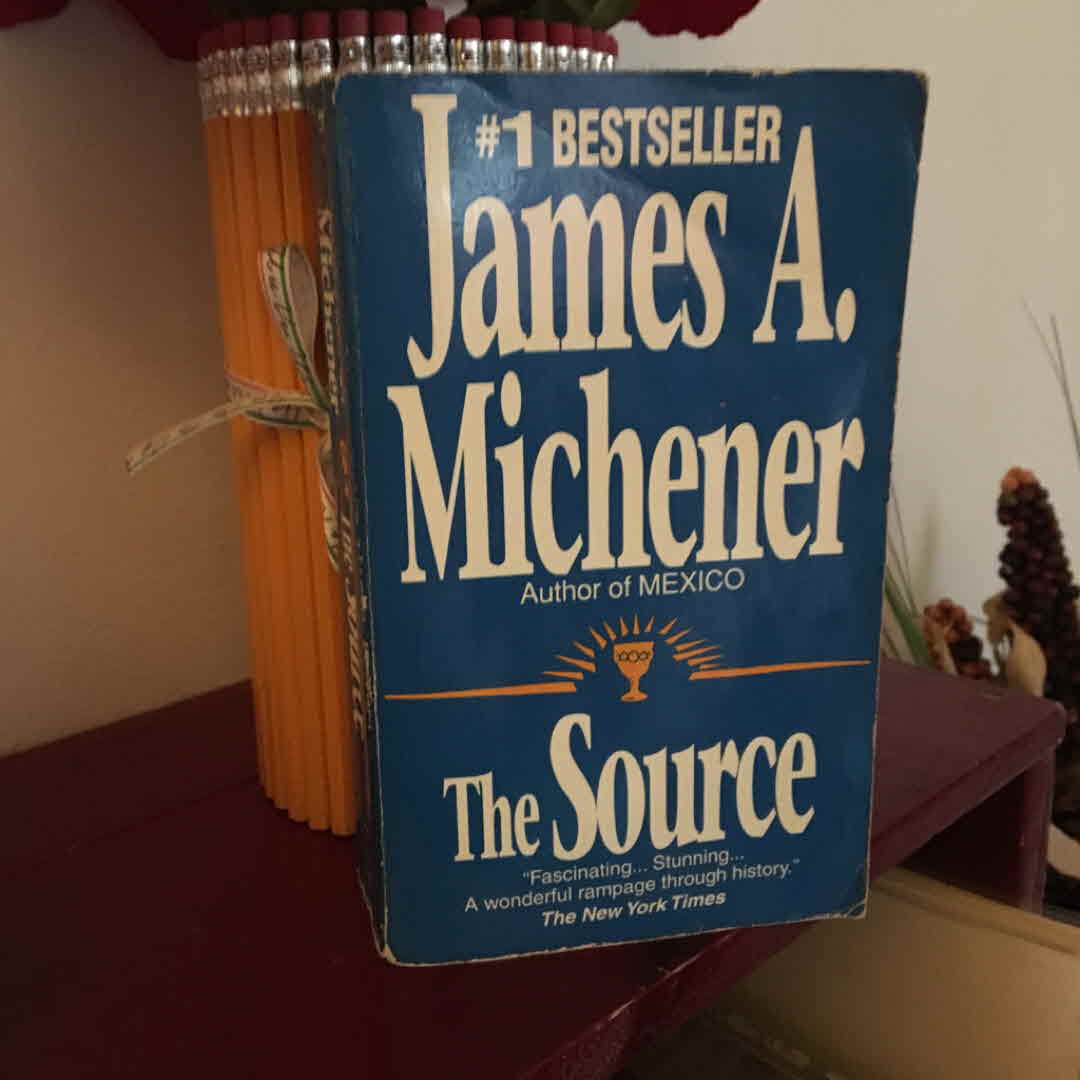 #1 BESTSELLER
James A.
Michener
Author of MEXICO
The Source
"Fascinating... Stunning...
A wonderful rampage through history."
The New York Times
Michener